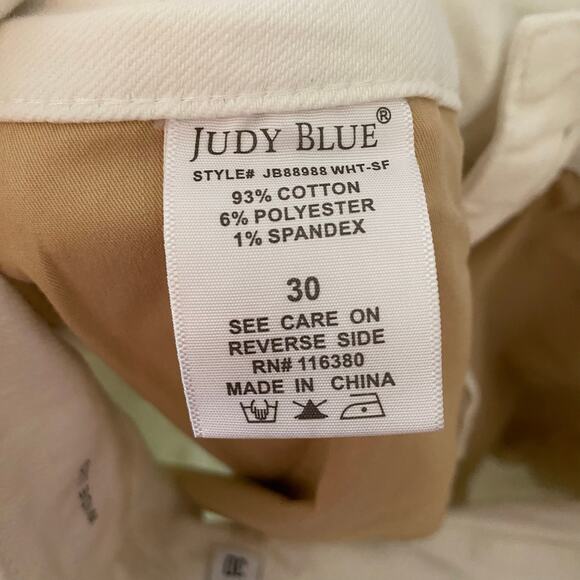 JUDY BLUE®
STYLE# JB88988 WHT-SF
93% COTTON
6% POLYESTER
1% SPANDEX
30
SEE CARE ON
REVERSE SIDE
RN# 116380
MADE IN CHINA